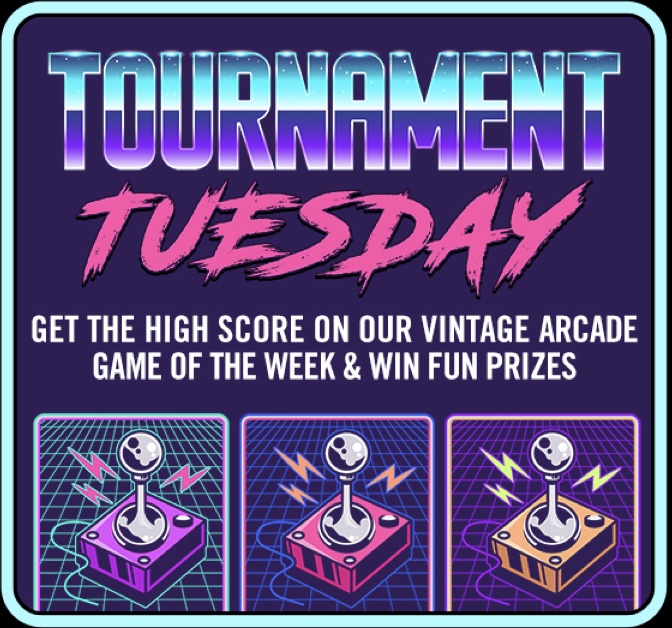 TOURNAMENT
TUESDAY
GET THE HIGH SCORE ON OUR VINTAGE ARCADE
GAME OF THE WEEK & WIN FUN PRIZES